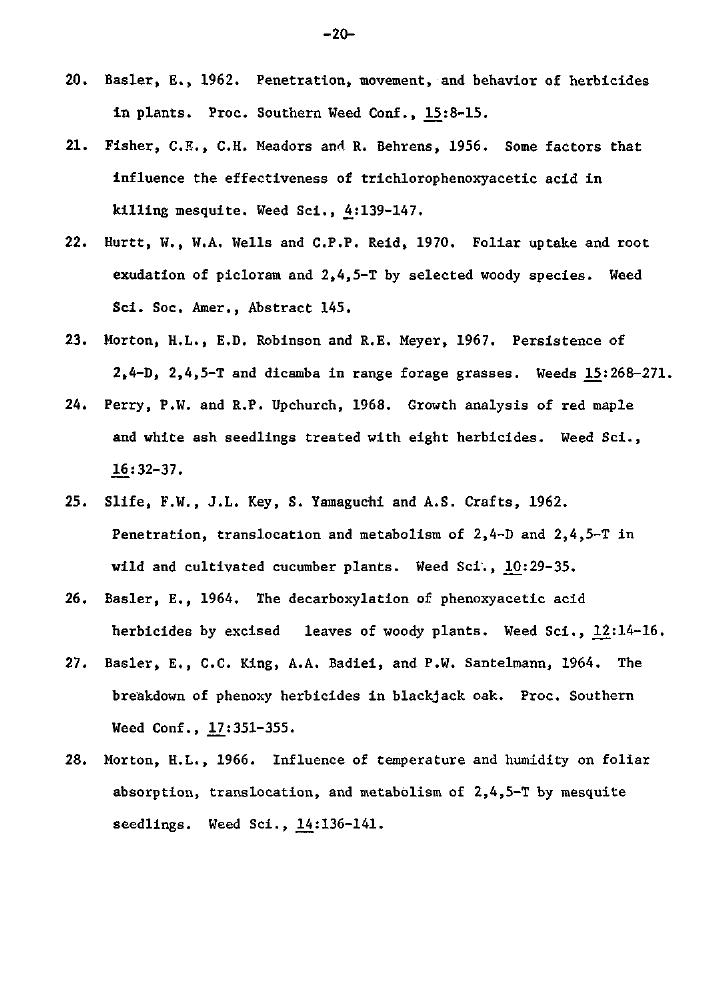 -20-
20. Basler, E., 1962. Penetration, movement, and behavior of herbicides
in plants. Proc. Southern Weed Conf., 15:8-15.
21. Fisher, C.E., C.H. Meadors and R. Behrens, 1956. Some factors that
influence the effectiveness of trichlorophenoxyacetic acid in
killing mesquite. Weed Sci., 4:139-147.
22. Hurtt, W., W.A. Wells and C.P.P. Reid, 1970. Foliar uptake and root
exudation of picloram and 2,4,5-T by selected woody species. Weed
Sci. Soc. Amer., Abstract 145.
23. Morton, H.L., E.D. Robinson and R.E. Meyer, 1967. Persistence of
2,4-D, 2,4,5-T and dicamba in range forage grasses. Weeds 15:268-271.
24. Perry, P.W. and R.P. Upchurch, 1968. Growth analysis of red maple
and white ash seedlings treated with eight herbicides. Weed Sci.,
16:32-37.
25. Slife, F.W., J.L. Key, S. Yamaguchi and A.S. Crafts, 1962.
Penetration, translocation and metabolism of 2,4-D and 2,4,5-T in
wild and cultivated cucumber plants. Weed Sci., 10:29-35.
26. Basler, E., 1964. The decarboxylation of phenoxyacetic acid
herbicides by excised leaves of woody plants. Weed Sci., 12:14-16.
27. Basler, E., C.C. King, A.A. Badiei, and P.W. Santelmann, 1964. The
breakdown of phenoxy herbicides in blackjack oak. Proc. Southern
Weed Conf., 17:351-355.
28. Morton, H.L., 1966. Influence of temperature and humidity on foliar
absorption, translocation, and metabolism of 2,4,5-T by mesquite
seedlings. Weed Sci., 14:136-141.